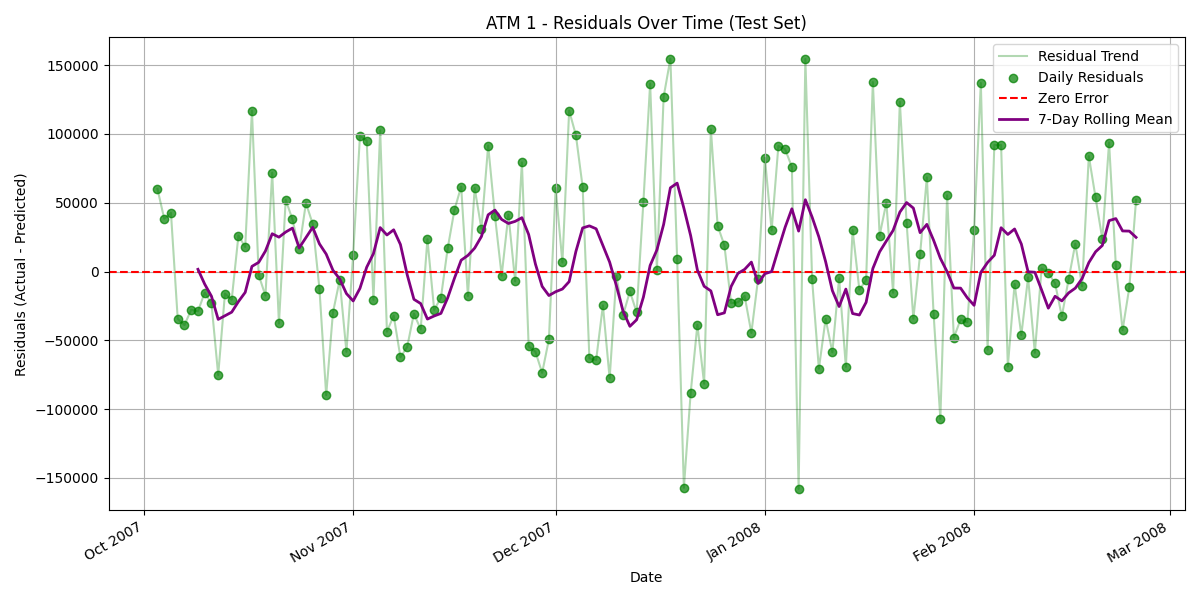 ATM 1 - Residuals Over Time (Test Set)
Residual Trend
Daily Residuals
Zero Error
7-Day Rolling Mean
Residuals (Actual - Predicted)
150000
100000
50000
0
−50000
−100000
−150000
Oct 2007
Nov 2007
Dec 2007
Jan 2008
Feb 2008
Mar 2008
Date